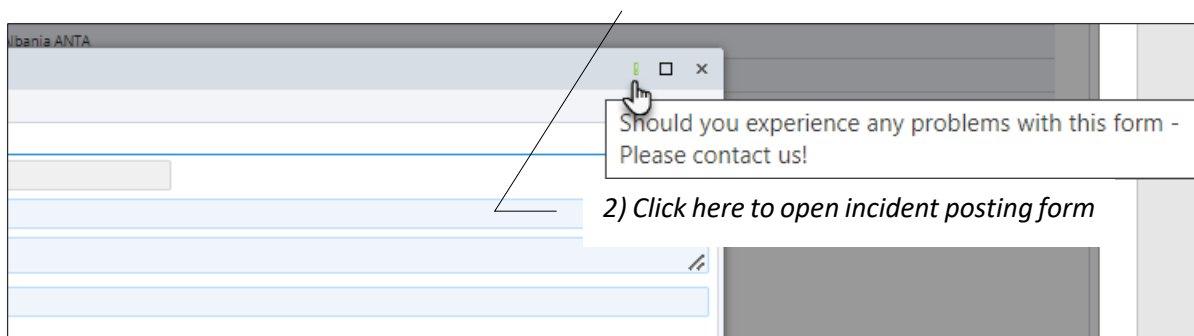 lbania ANTA
Should you experience any problems with this form -
Please contact us!
2) Click here to open incident posting form